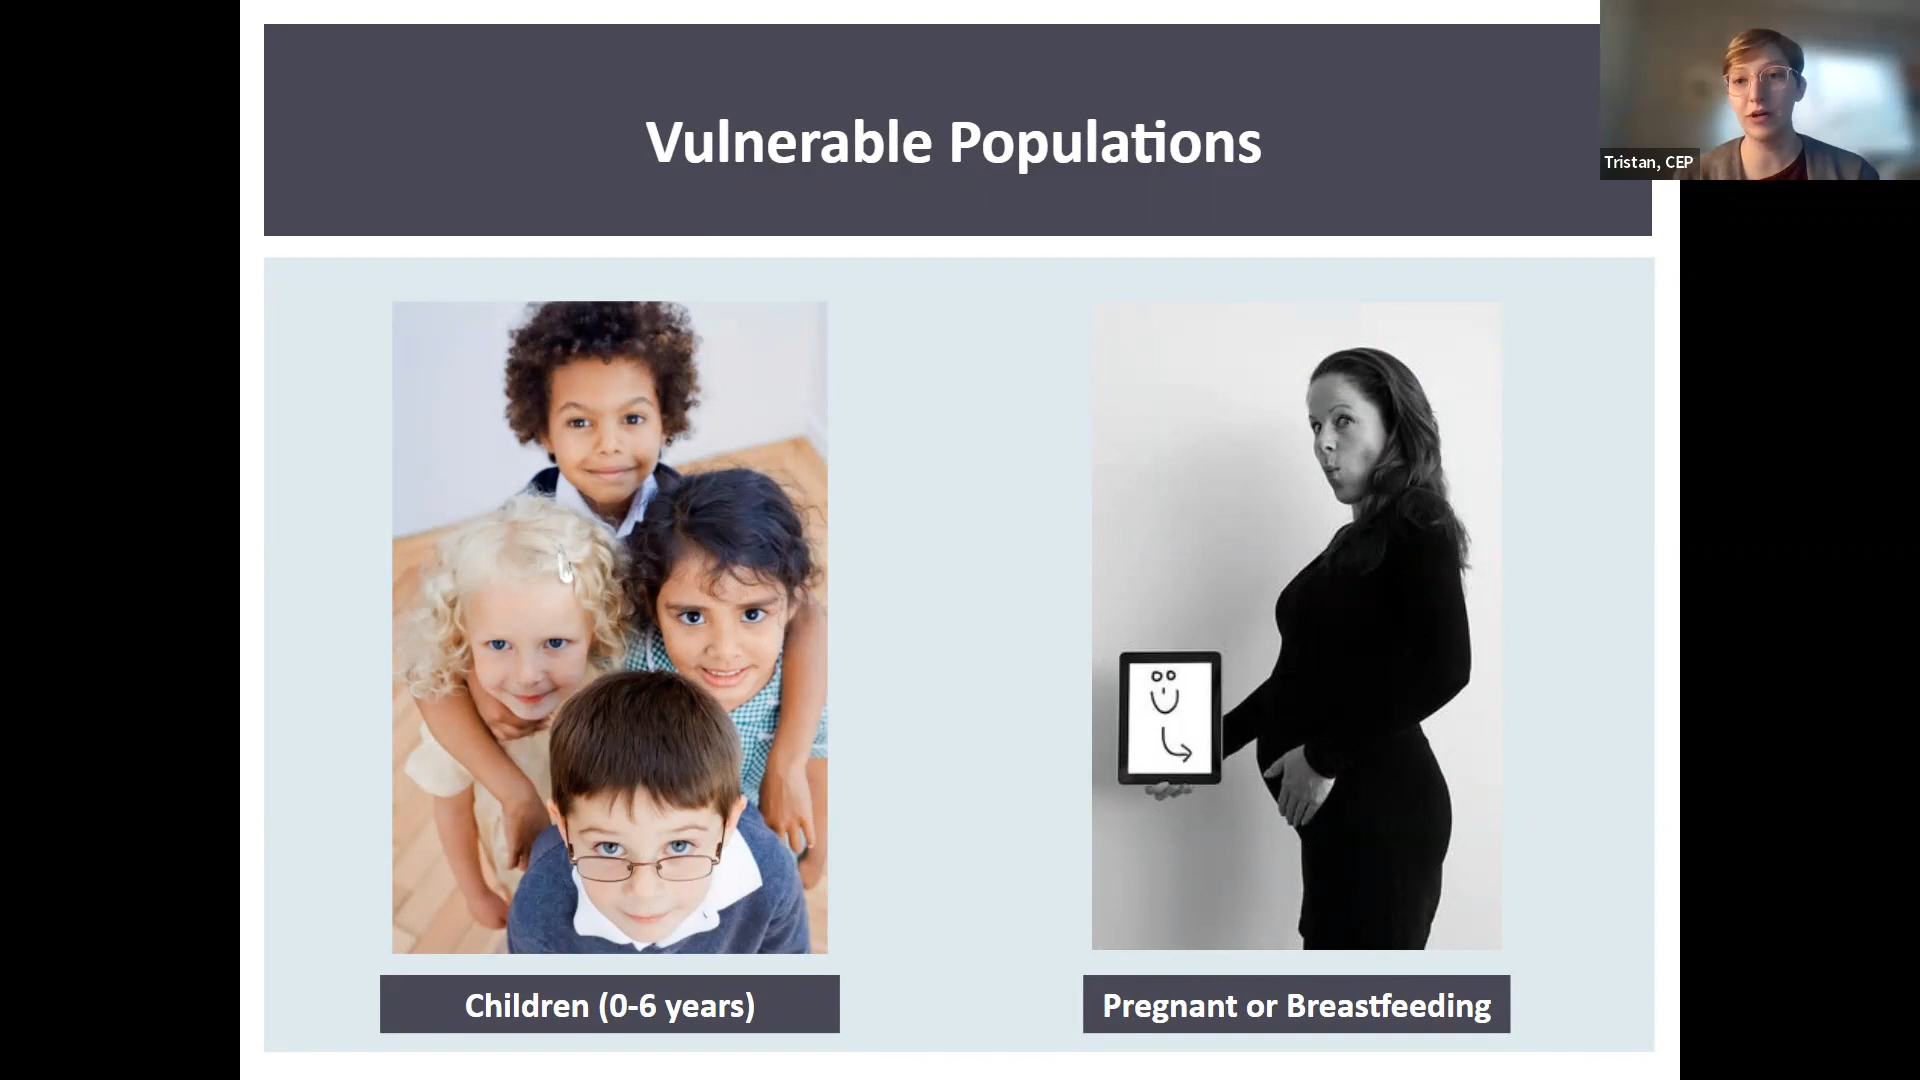 Vulnerable Populations
Tristan, CEP
Children (0-6 years)
Pregnant or Breastfeeding